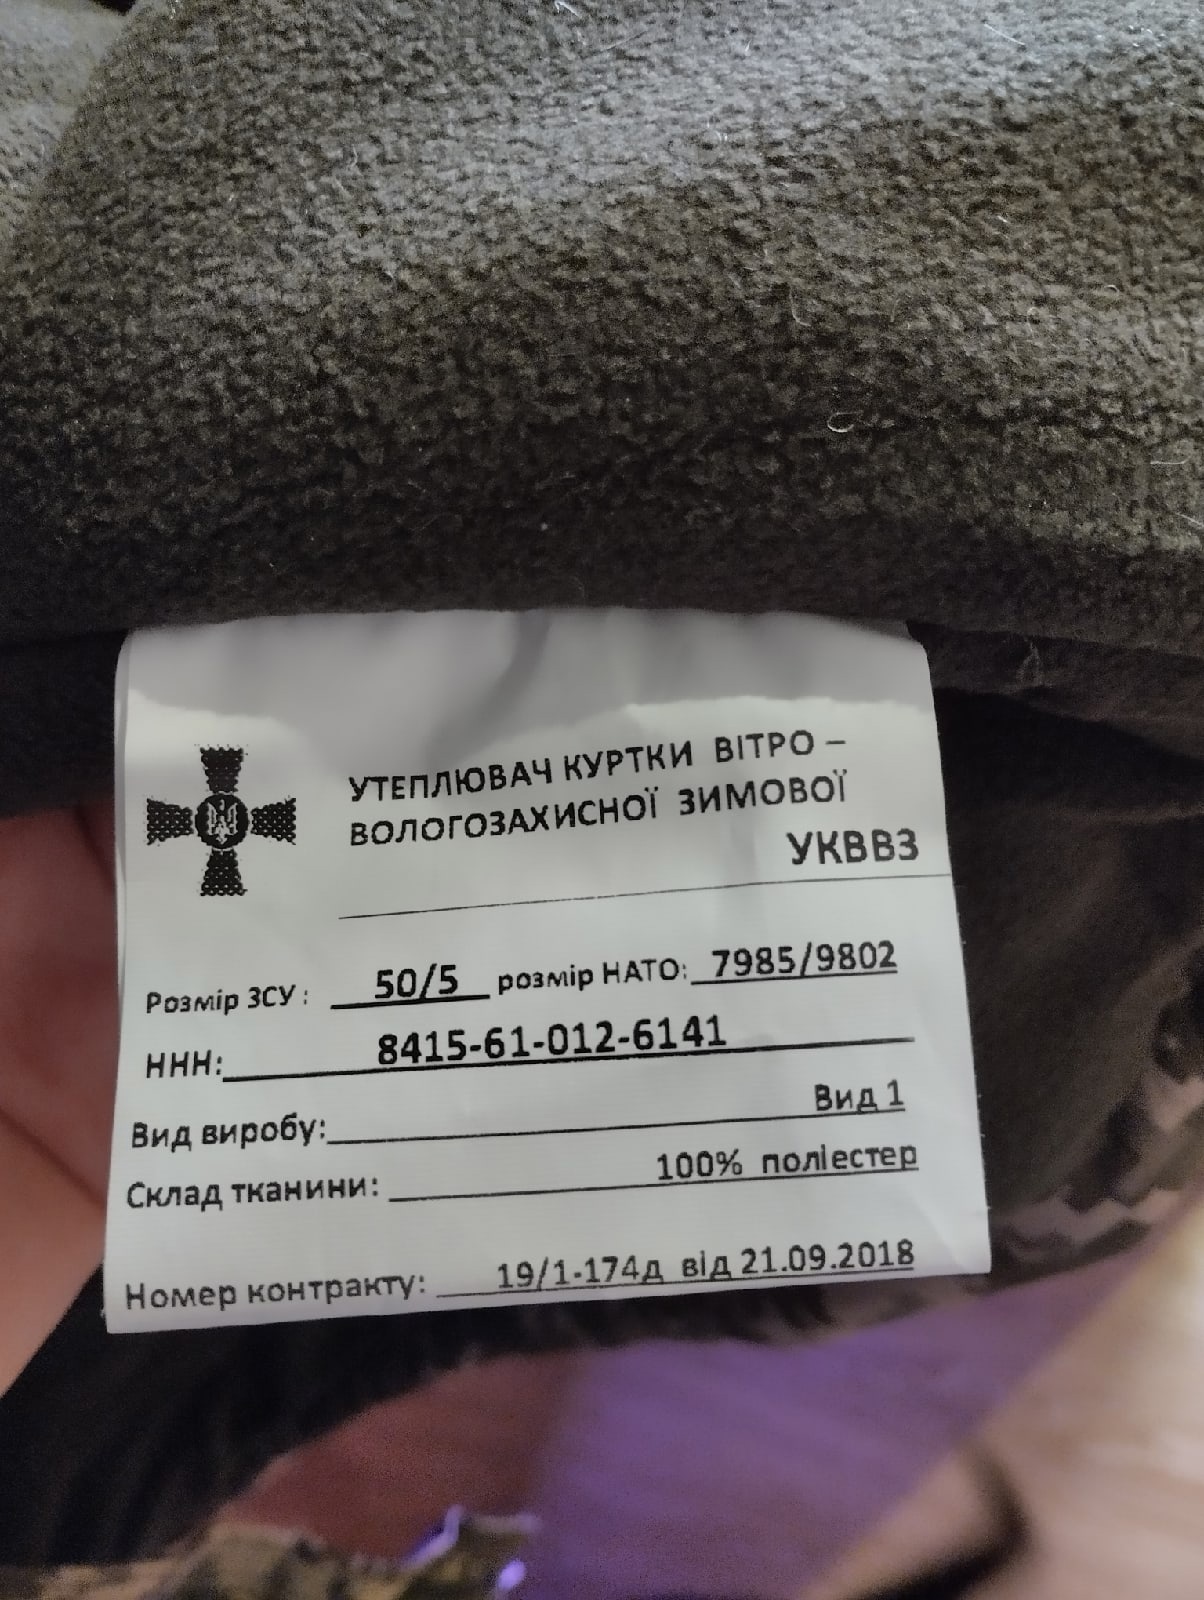 УТЕПЛЮВАЧ КУРТКИ ВІТРО –
ВОЛОГОЗАХИСНОЇ ЗИМОВОЇ
УКВВЗ
Розмір ЗСУ : 50/5 розмір НАТО: 7985/9802
ННН: 8415-61-012-6141
Вид виробу: Вид 1
Склад тканини: 100% поліестер
Номер контракту: 19/1-174д від 21.09.2018